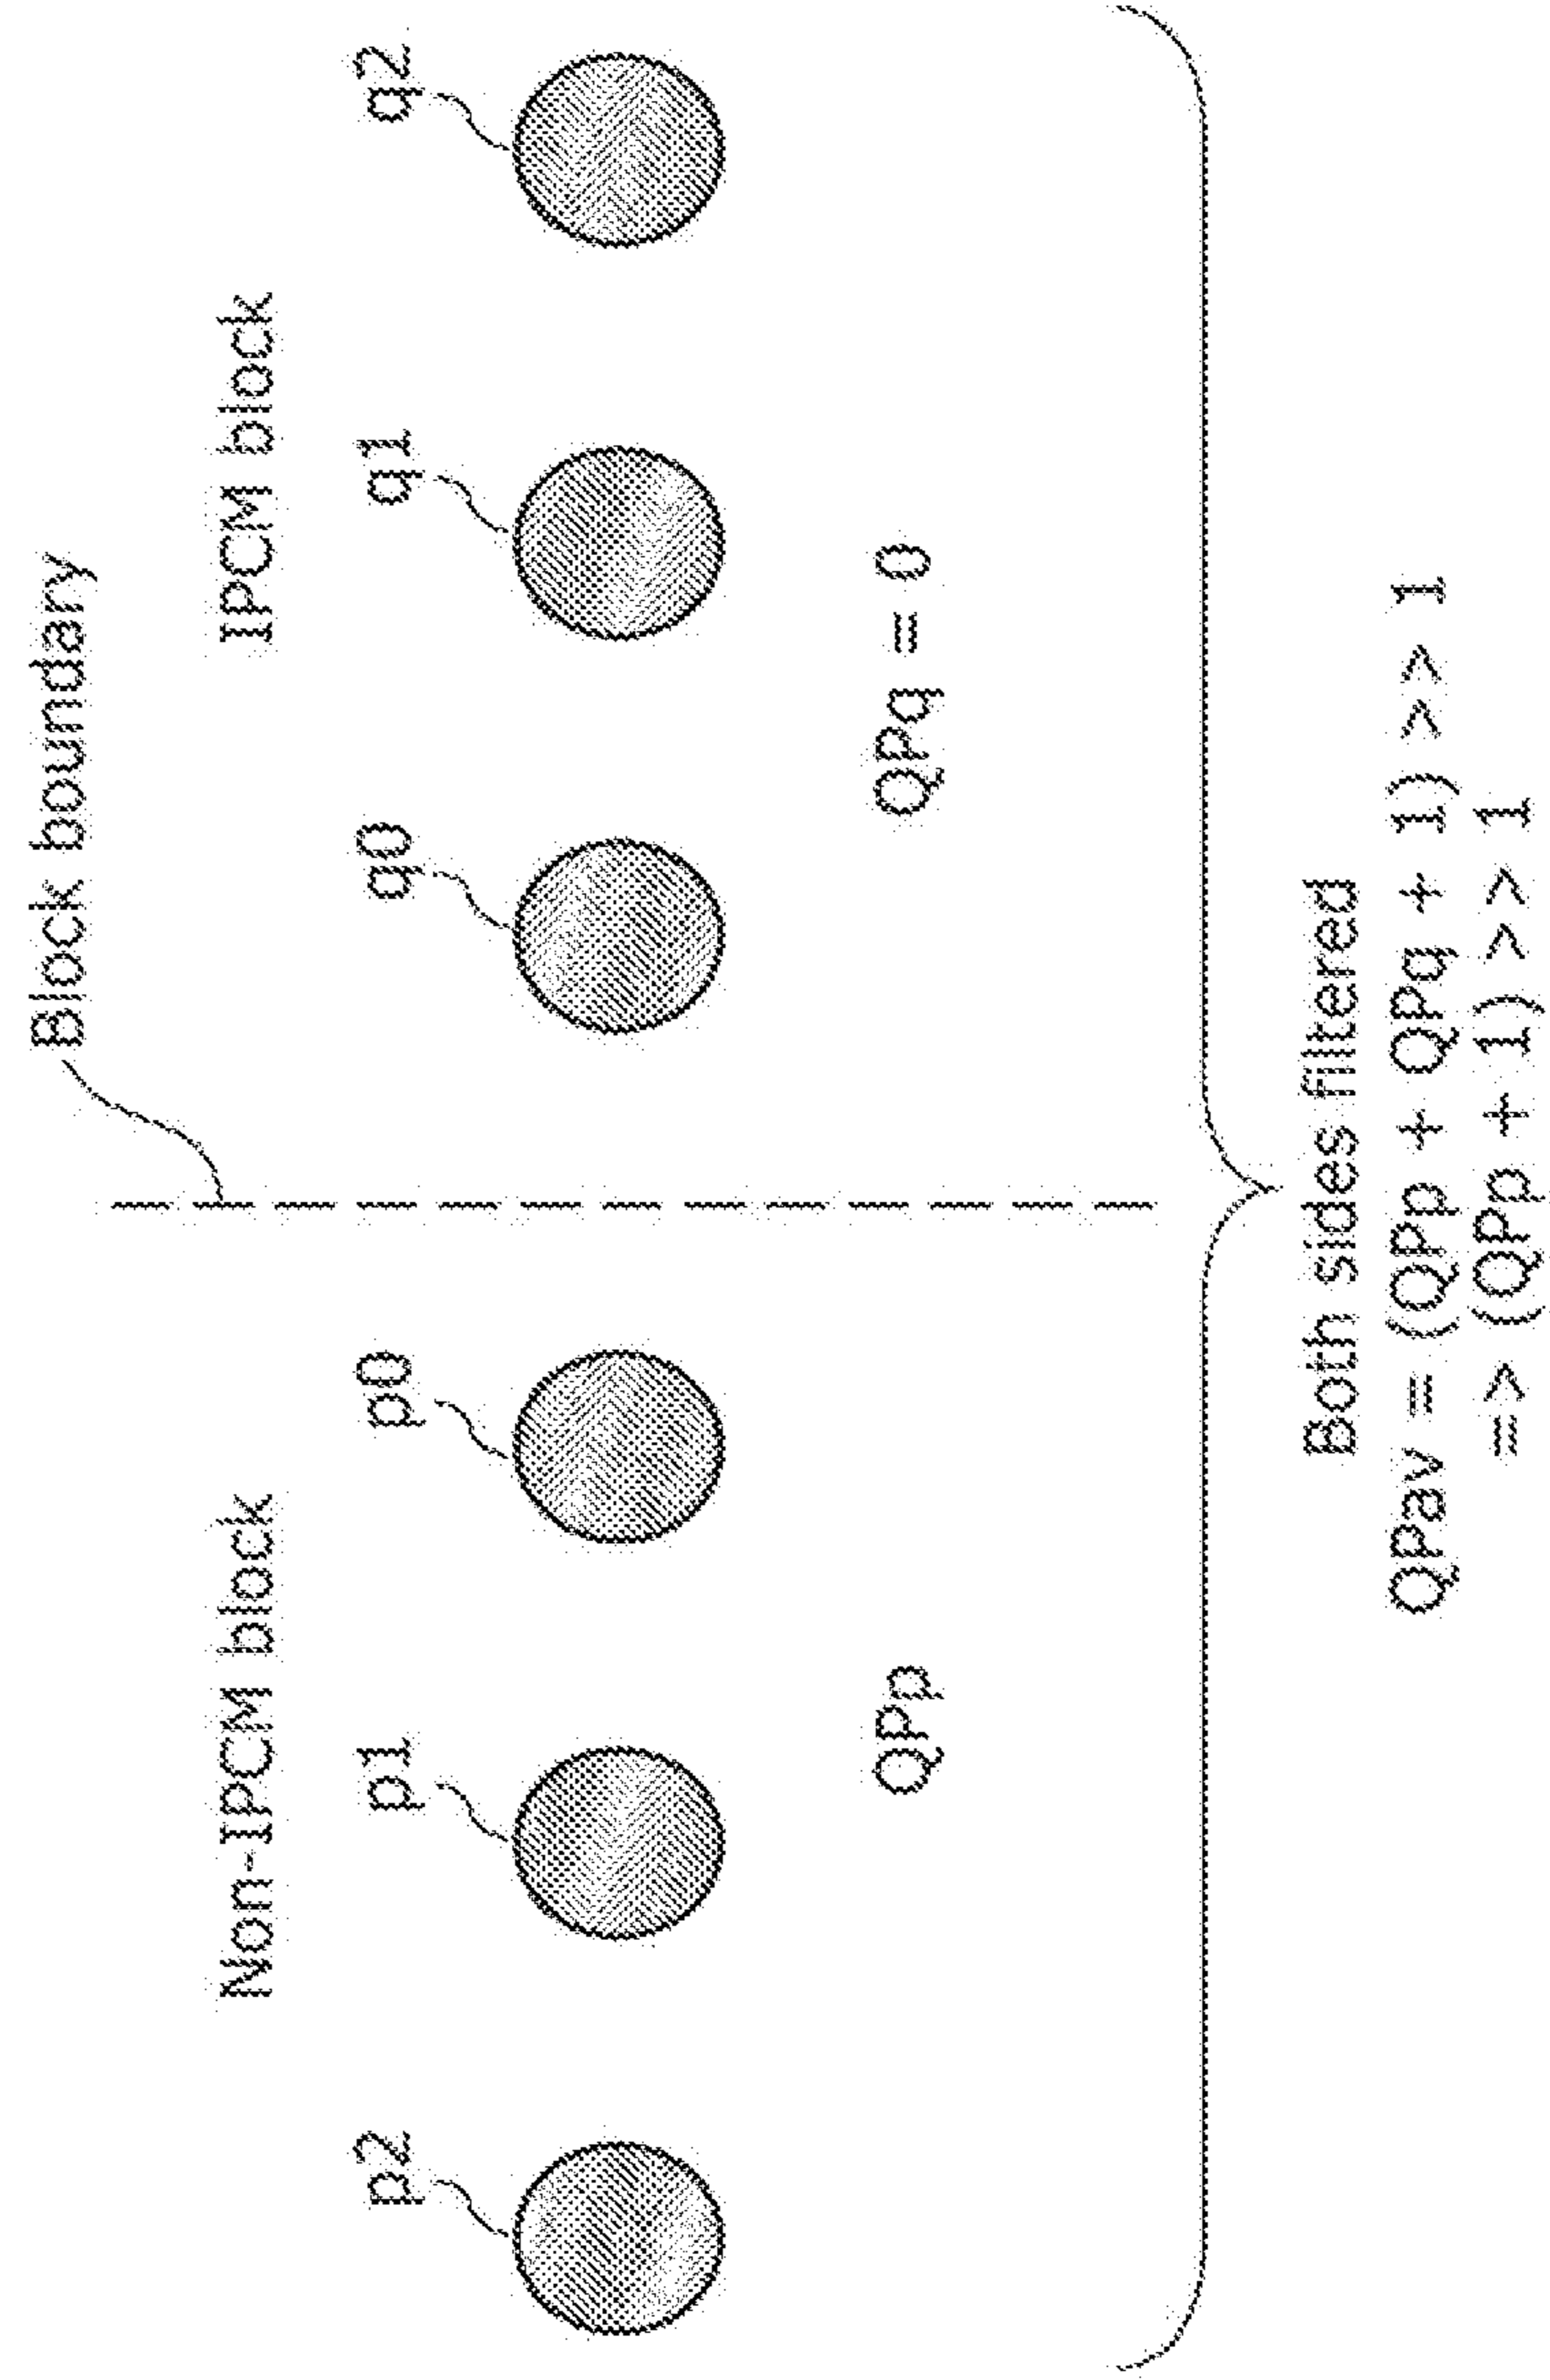 Block boundary
Non-IPCM block
IPCM block
p2
p1
p0
q0
q1
q2
QPp
QPq = 0
Both sides filtered
QPav = (QPp + QPq + 1) >> 1
=> (QPp + 1) >> 1